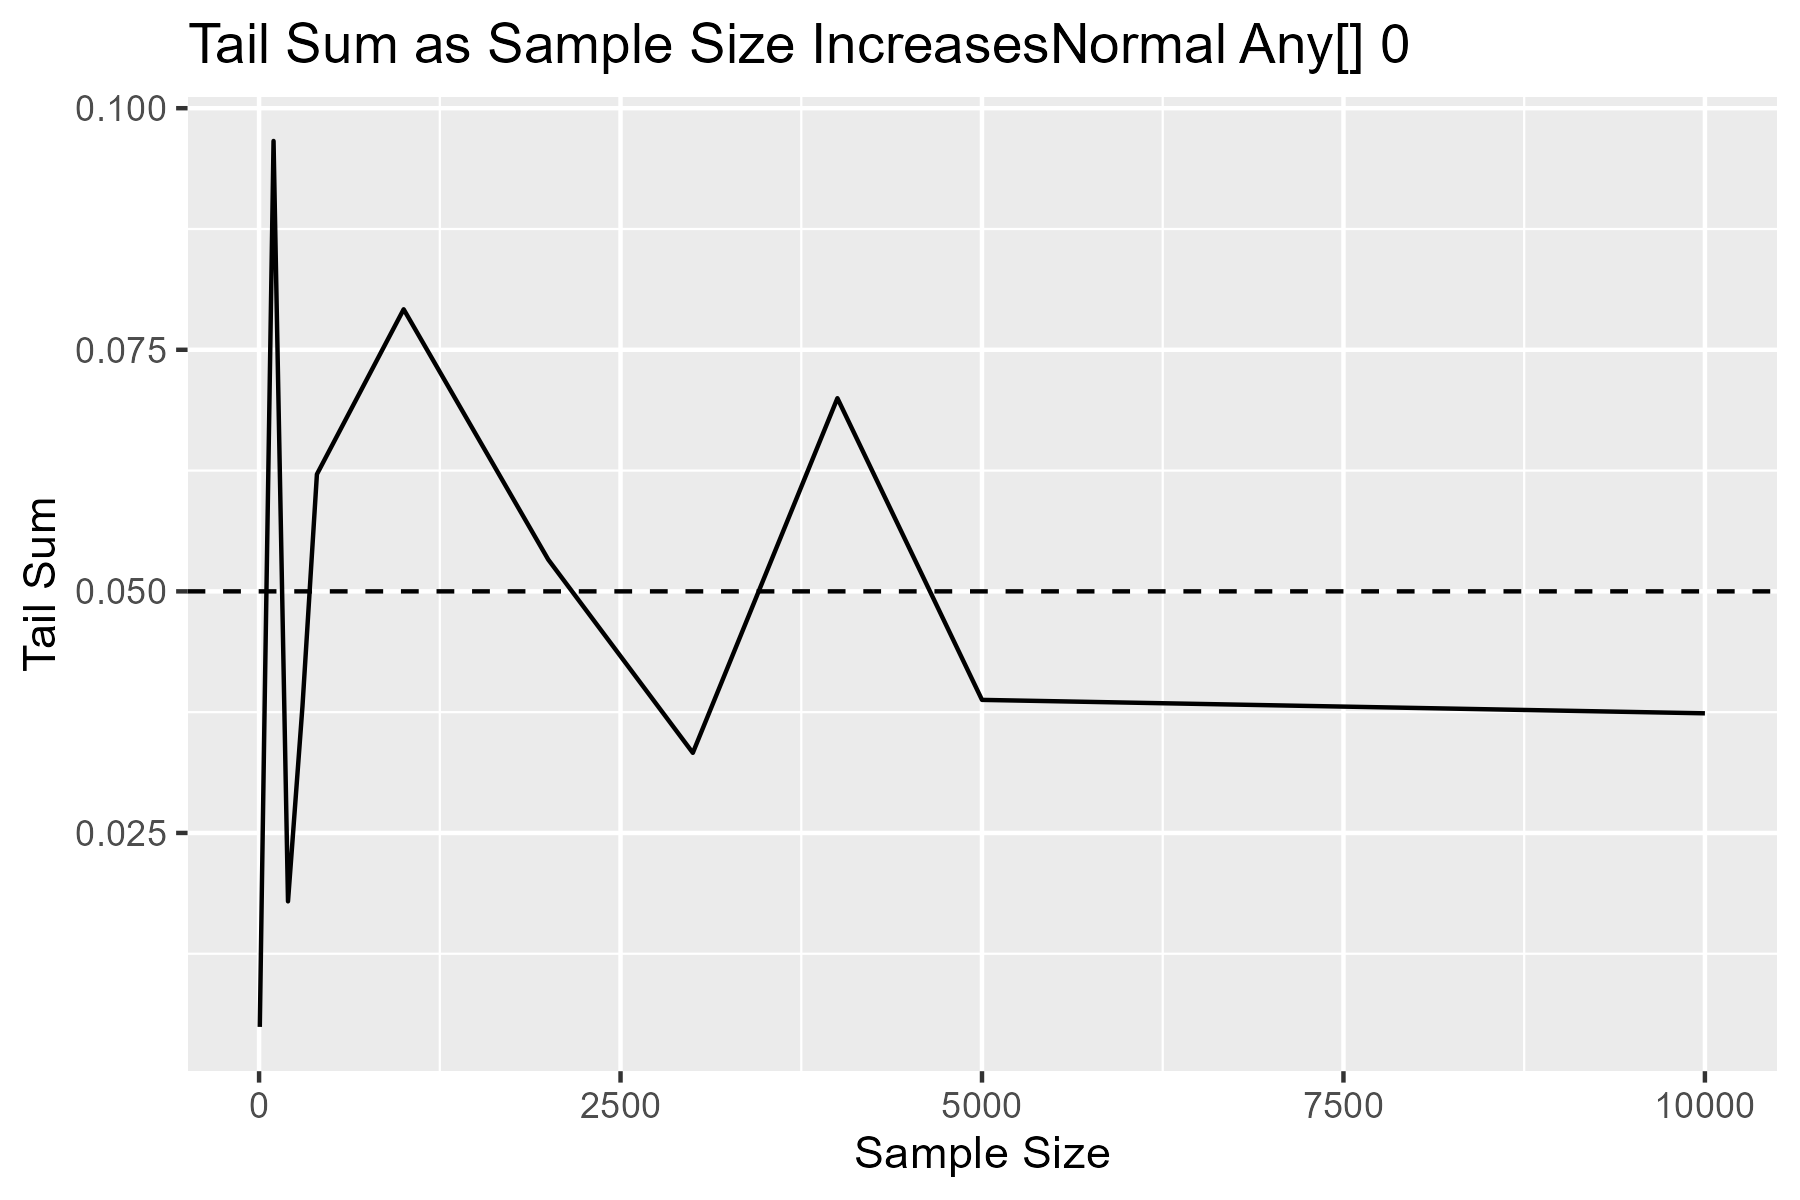 Tail Sum as Sample Size IncreasesNormal Any[] 0
0.100
0.075
0.050
0.025
Tail Sum
0 2500 5000 7500 10000
Sample Size